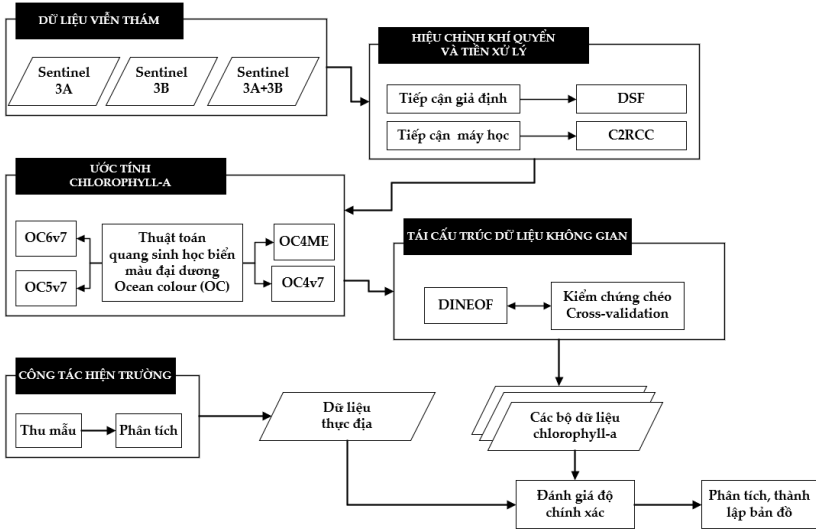 DỮ LIỆU VIỄN THÁM
Sentinel
3A
Sentinel
3B
Sentinel
3A+3B
HIỆU CHỈNH KHÍ QUYỂN
VÀ TIỀN XỬ LÝ
Tiếp cận giả định
DSF
Tiếp cận máy học
C2RCC
ƯỚC TÍNH
CHLOROPHYLL-A
OC6v7
OC5v7
Thuật toán
quang sinh học biển
màu đại dương
Ocean colour (OC)
OC4ME
OC4v7
TÁI CẤU TRÚC DỮ LIỆU KHÔNG GIAN
DINEOF
Kiểm chứng chéo
Cross-validation
CÔNG TÁC HIỆN TRƯỜNG
Thu mẫu
Phân tích
Dữ liệu
thực địa
Các bộ dữ liệu
chlorophyll-a
Đánh giá độ
chính xác
Phân tích, thành
lập bản đồ